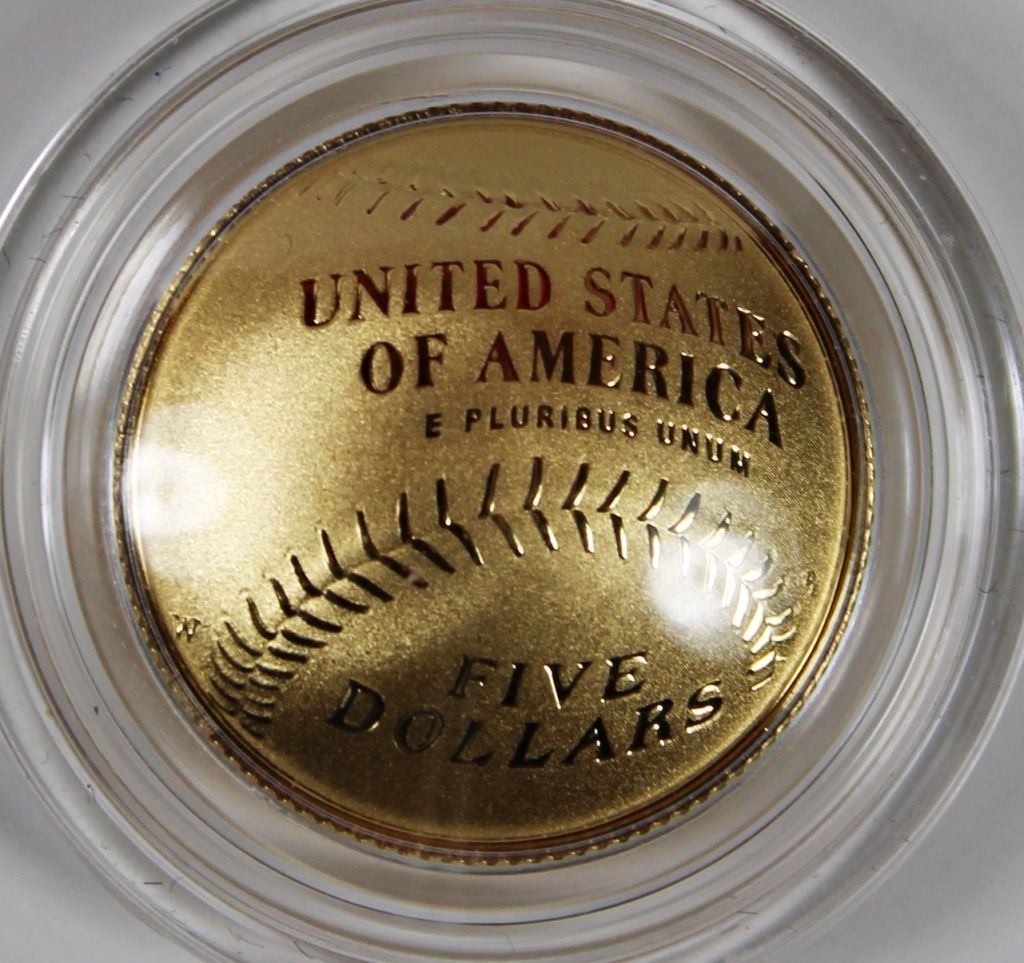 UNITED STATES
OF AMERICA
E PLURIBUS UNUM
W
FIVE
DOLLARS